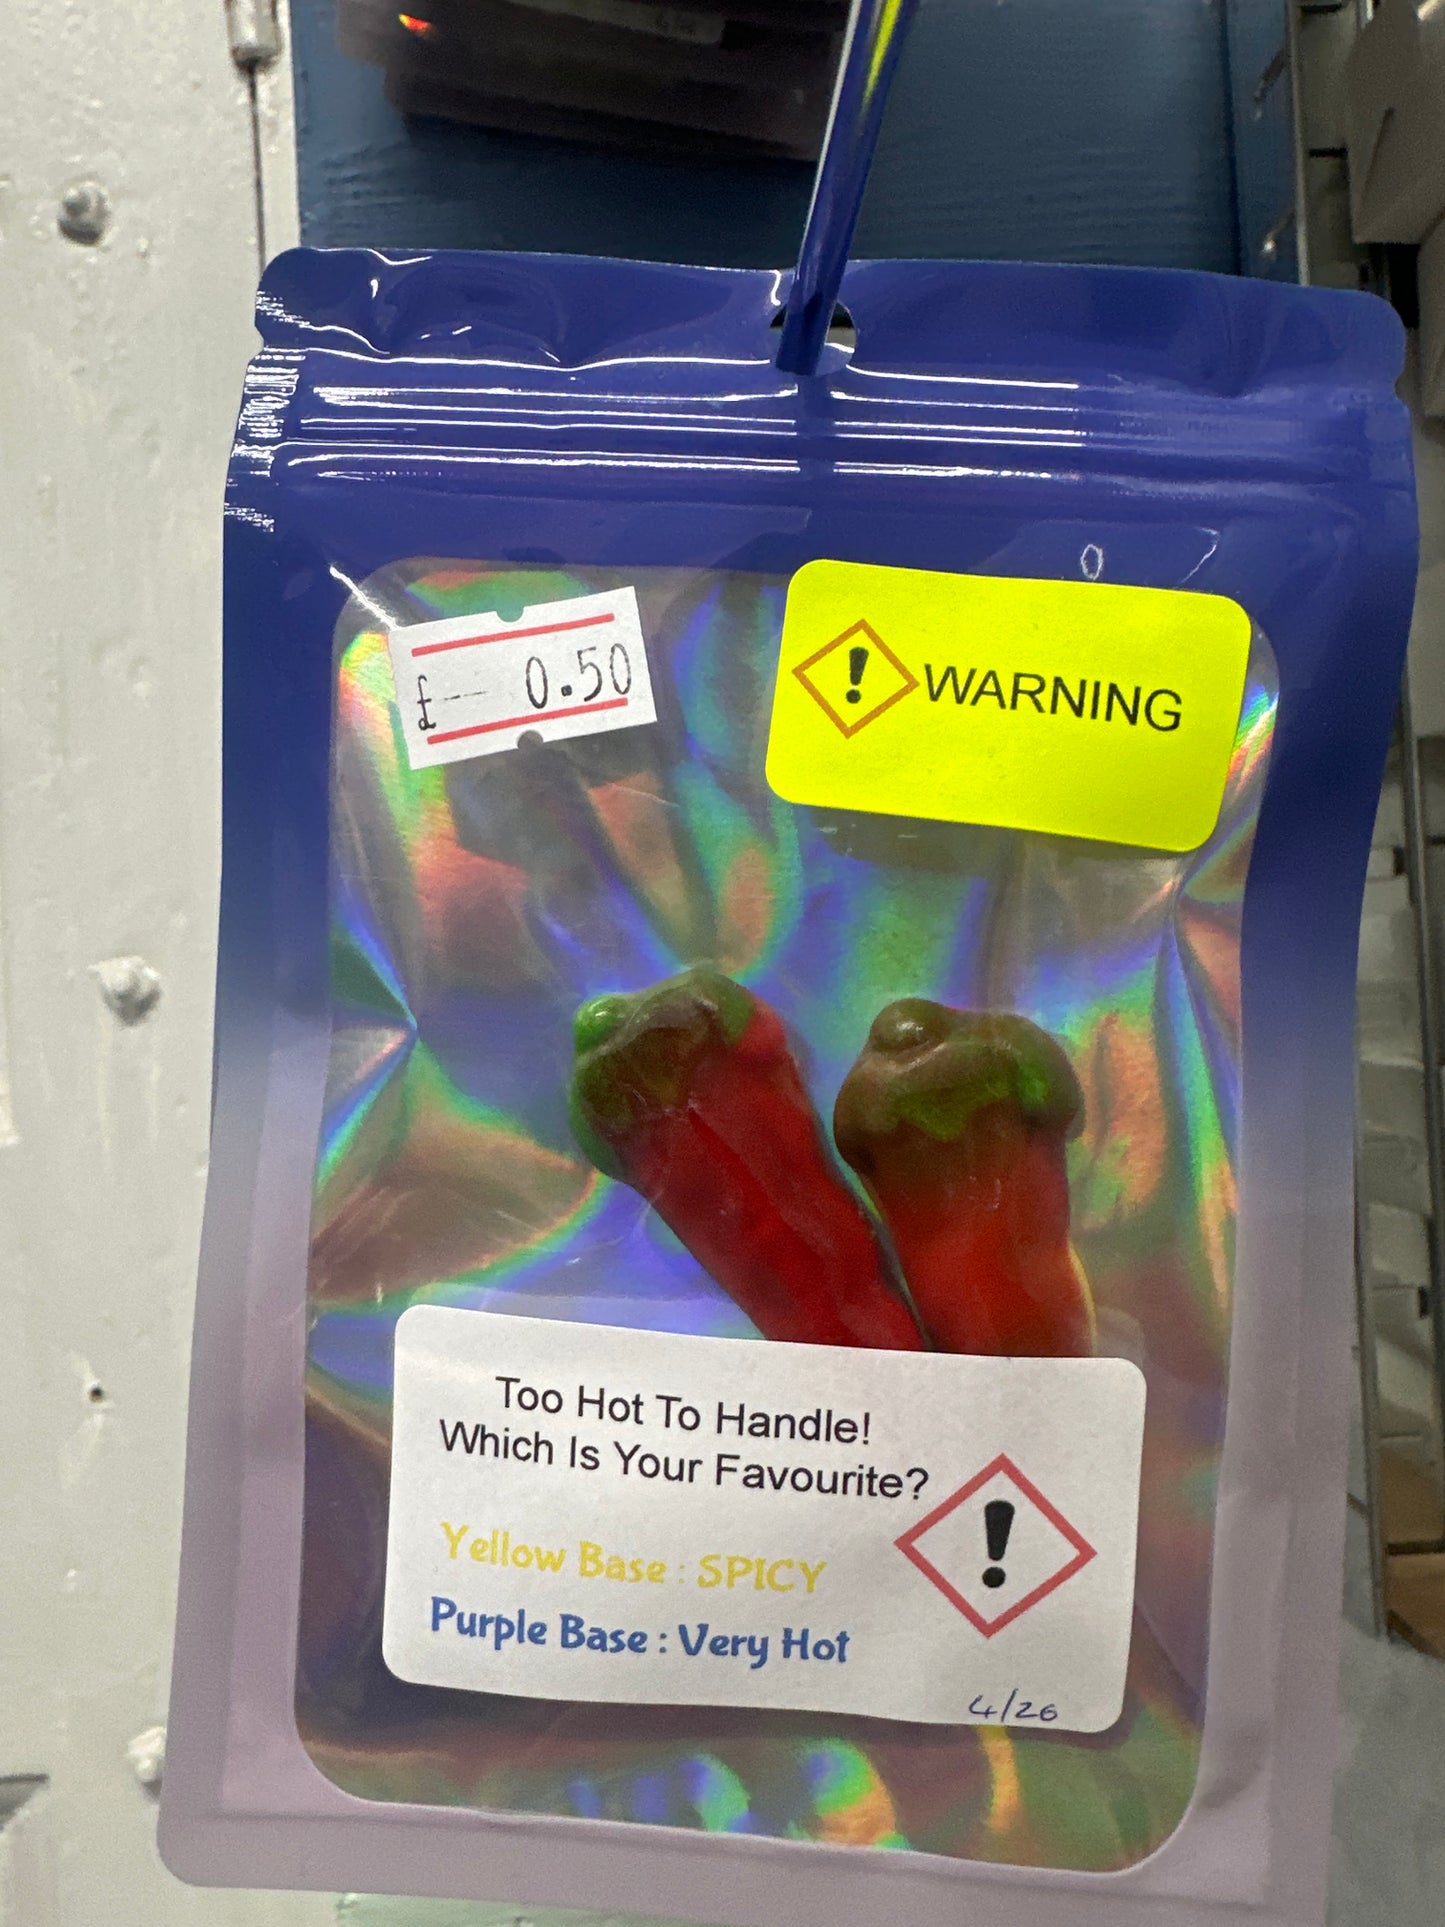 £ 0.50
! WARNING
Too Hot To Handle!
Which Is Your Favourite?
Yellow Base : SPICY
Purple Base : Very Hot
!
4/26